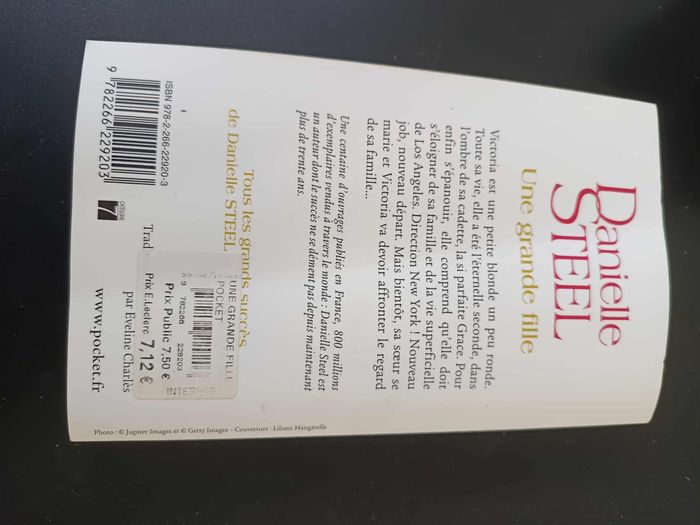 Danielle
STEEL
Une grande fille
Victoria est une petite blonde un peu ronde.
Toute sa vie, elle a été l'éternelle seconde, dans
l'ombre de sa cadette, la si parfaite Grace. Pour
enfin s'épanouir, elle comprend qu'elle doit
s'éloigner de sa famille et de la vie superficielle
de Los Angeles. Direction New York ! Nouveau
job, nouveau départ. Mais bientôt, sa sœur se
marie et Victoria va devoir affronter le regard
de sa famille...
Une centaine d'ouvrages publiés en France, 800 millions
d'exemplaires vendus à travers le monde : Danielle Steel est
un auteur dont le succès ne se dément pas depuis maintenant
plus de trente ans.
Tous les grands succès
de Danielle STEEL
UNE GRANDE FILLE
POCKET
9 782266 229203
INTERFOR
Prix Public 7,50 €
Prix E.Leclerc 7,12 €
Trad
par Eveline Charlès
www.pocket.fr
ISBN 978-2-266-22920-3
9 782266 229203
CATÉGORIE
7
Photo : © Jupiter Images et © Getty Images - Couverture : Liliane Mangavelle